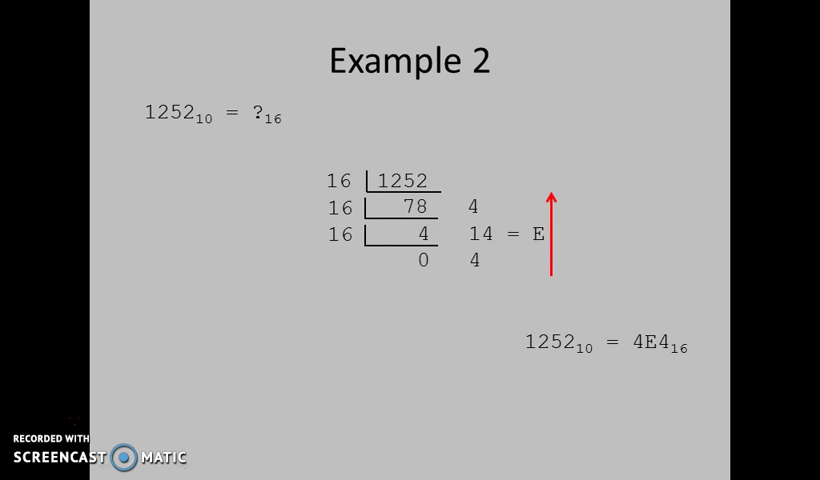 Example 2
1252₁₀ = ?₁₆
16 1252
16 78 4
16 4 14 = E
0 4
1252₁₀ = 4E4₁₆
RECORDED WITH
SCREENCAST MATIC